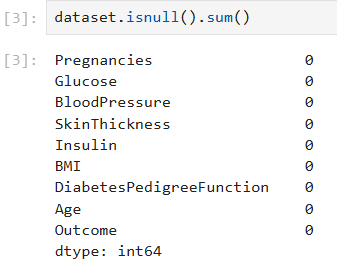 [3]: dataset.isnull().sum()
[3]: Pregnancies 0
Glucose 0
BloodPressure 0
SkinThickness 0
Insulin 0
BMI 0
DiabetesPedigreeFunction 0
Age 0
Outcome 0
dtype: int64